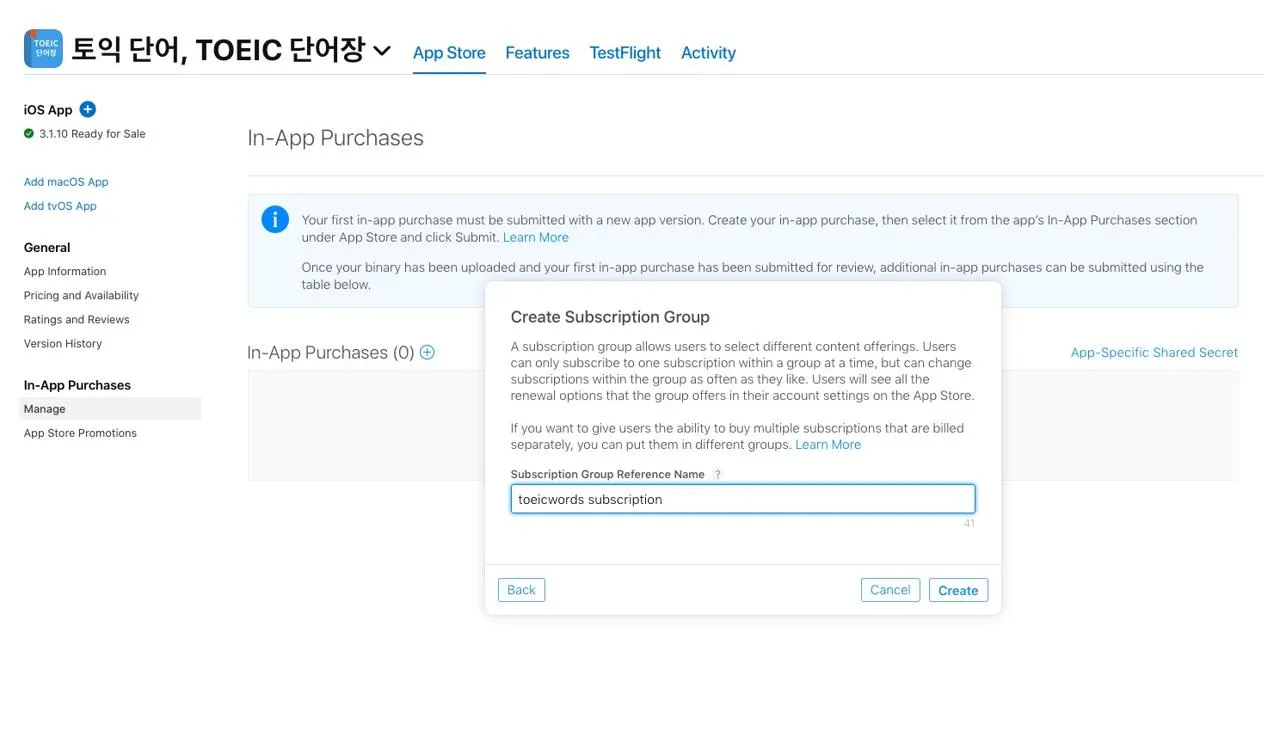 TOEIC
단어장
토익 단어, TOEIC 단어장
App Store
Features
TestFlight
Activity
iOS App
3.1.10 Ready for Sale
Add macOS App
Add tvOS App
General
App Information
Pricing and Availability
Ratings and Reviews
Version History
In-App Purchases
Manage
App Store Promotions
In-App Purchases
Your first in-app purchase must be submitted with a new app version. Create your in-app purchase, then select it from the app's In-App Purchases section
under App Store and click Submit. Learn More
Once your binary has been uploaded and your first in-app purchase has been submitted for review, additional in-app purchases can be submitted using the
table below.
In-App Purchases (0)
App-Specific Shared Secret
Create Subscription Group
A subscription group allows users to select different content offerings. Users
can only subscribe to one subscription within a group at a time, but can change
subscriptions within the group as often as they like. Users will see all the
renewal options that the group offers in their account settings on the App Store.
If you want to give users the ability to buy multiple subscriptions that are billed
separately, you can put them in different groups. Learn More
Subscription Group Reference Name ?
toeicwords subscription
41
Back
Cancel
Create